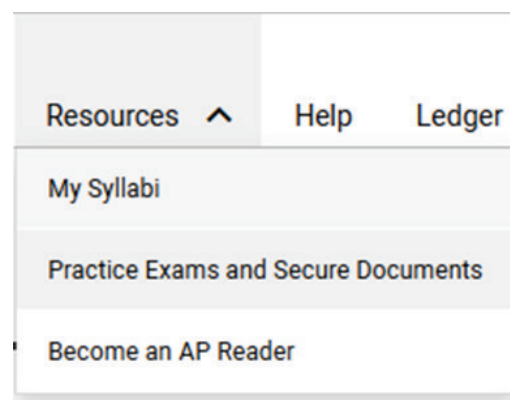 Resources Help Ledger
My Syllabi
Practice Exams and Secure Documents
Become an AP Reader